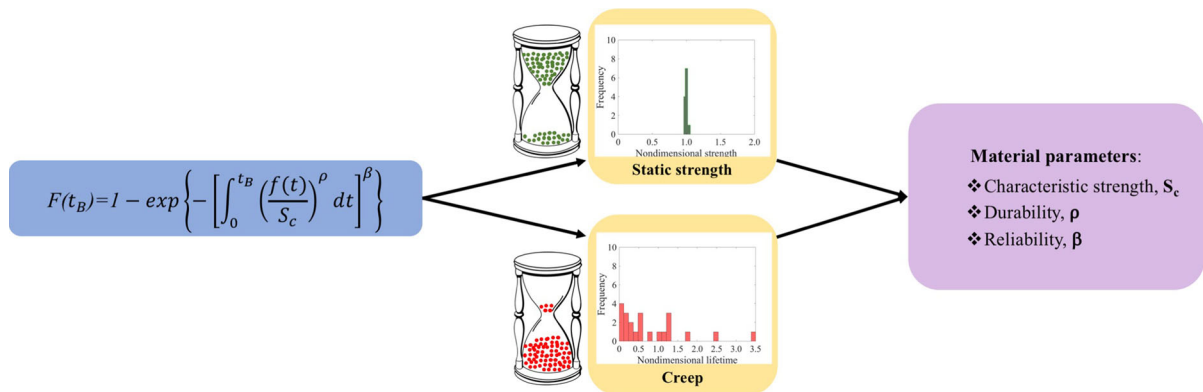 F(t_B)=1 − exp{−[∫_0^{t_B} (f(t)/S_c)^ρ dt]^β}
10
8
6
4
2
0
Frequency
0 0.5 1.0 1.5 2.0
Nondimensional strength
Static strength
10
8
6
4
2
0
Frequency
0 0.5 1.0 1.5 2.0 2.5 3.0 3.5
Nondimensional lifetime
Creep
Material parameters:
❖Characteristic strength, S_c
❖Durability, ρ
❖Reliability, β